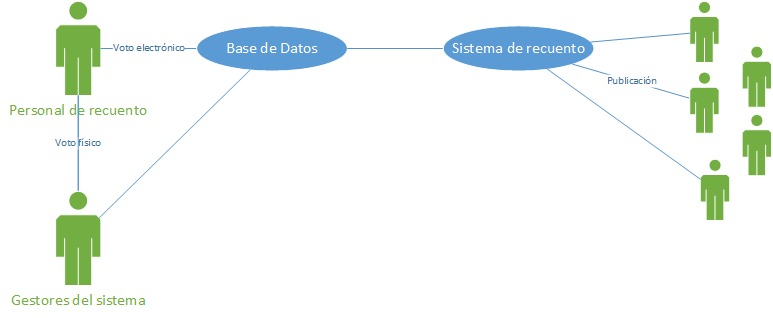 Voto electrónico
Base de Datos
Sistema de recuento
Publicación
Personal de recuento
Voto físico
Gestores del sistema